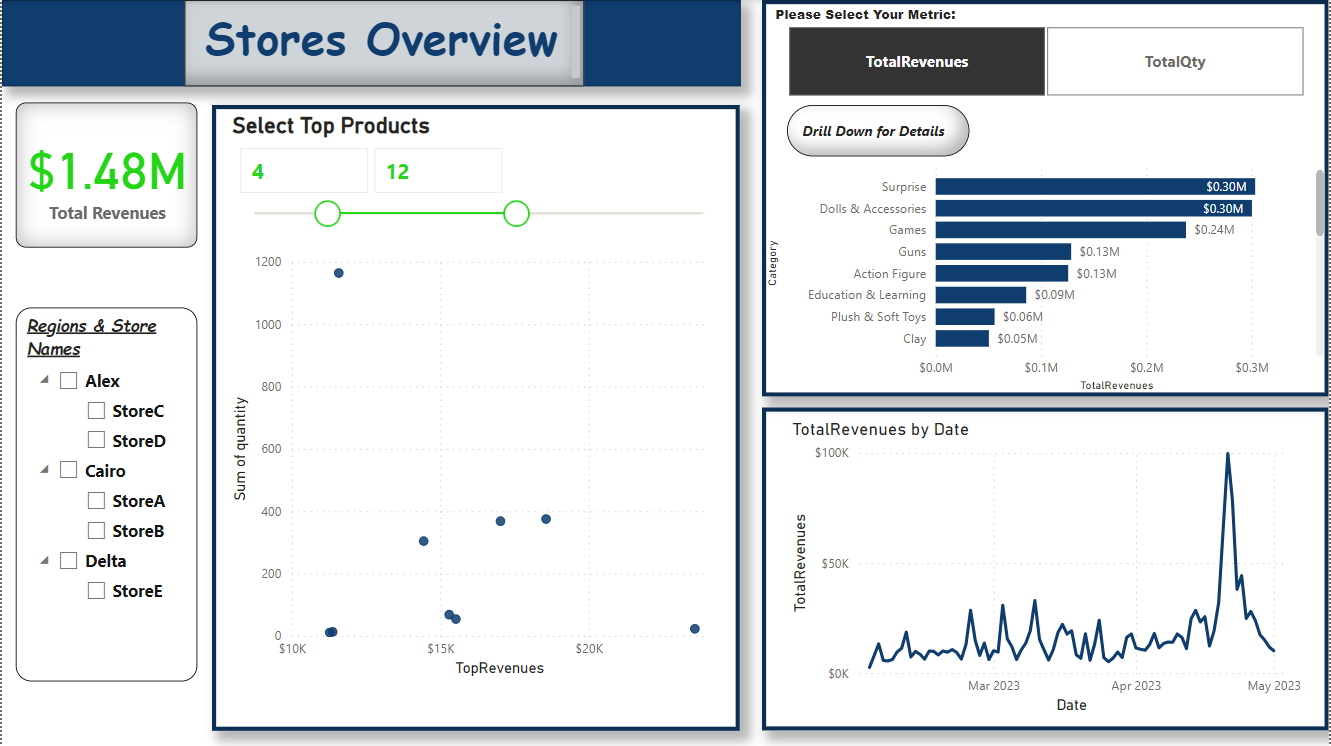 Stores Overview
$1.48M
Total Revenues
Regions & Store
Names
Alex
StoreC
StoreD
Cairo
StoreA
StoreB
Delta
StoreE
Select Top Products
4
12
1200
1000
800
600
400
200
0
Sum of quantity
$10K
$15K
$20K
TopRevenues
Please Select Your Metric:
TotalRevenues
TotalQty
Drill Down for Details
Category
Surprise $0.30M
Dolls & Accessories $0.30M
Games $0.24M
Guns $0.13M
Action Figure $0.13M
Education & Learning $0.09M
Plush & Soft Toys $0.06M
Clay $0.05M
$0.0M $0.1M $0.2M $0.3M
TotalRevenues
TotalRevenues by Date
$100K
$50K
$0K
TotalRevenues
Mar 2023 Apr 2023 May 2023
Date